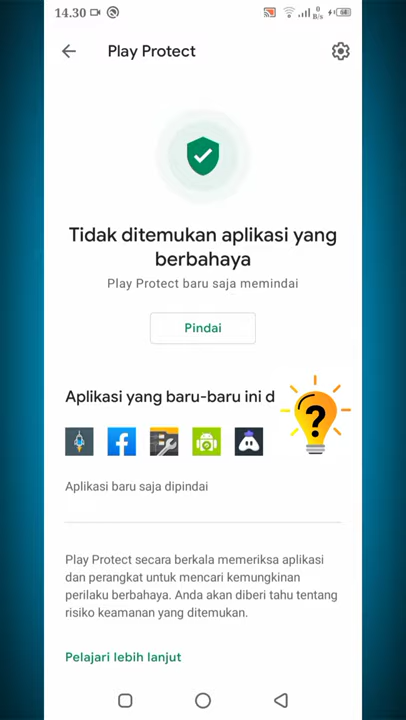 14.30
0
B/s
68
Play Protect
Tidak ditemukan aplikasi yang
berbahaya
Play Protect baru saja memindai
Pindai
Aplikasi yang baru-baru ini d
?
Aplikasi baru saja dipindai
Play Protect secara berkala memeriksa aplikasi
dan perangkat untuk mencari kemungkinan
perilaku berbahaya. Anda akan diberi tahu tentang
risiko keamanan yang ditemukan.
Pelajari lebih lanjut